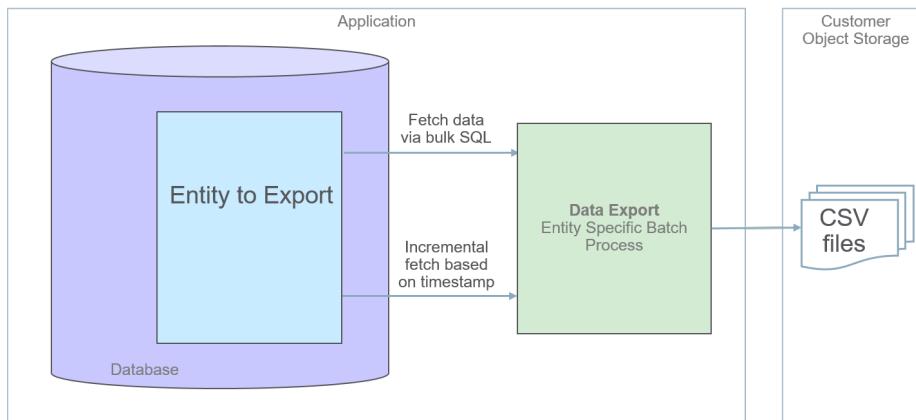 Application
Customer
Object Storage
Fetch data
via bulk SQL
Entity to Export
Data Export
Entity Specific Batch
Process
CSV
files
Incremental
fetch based
on timestamp
Database